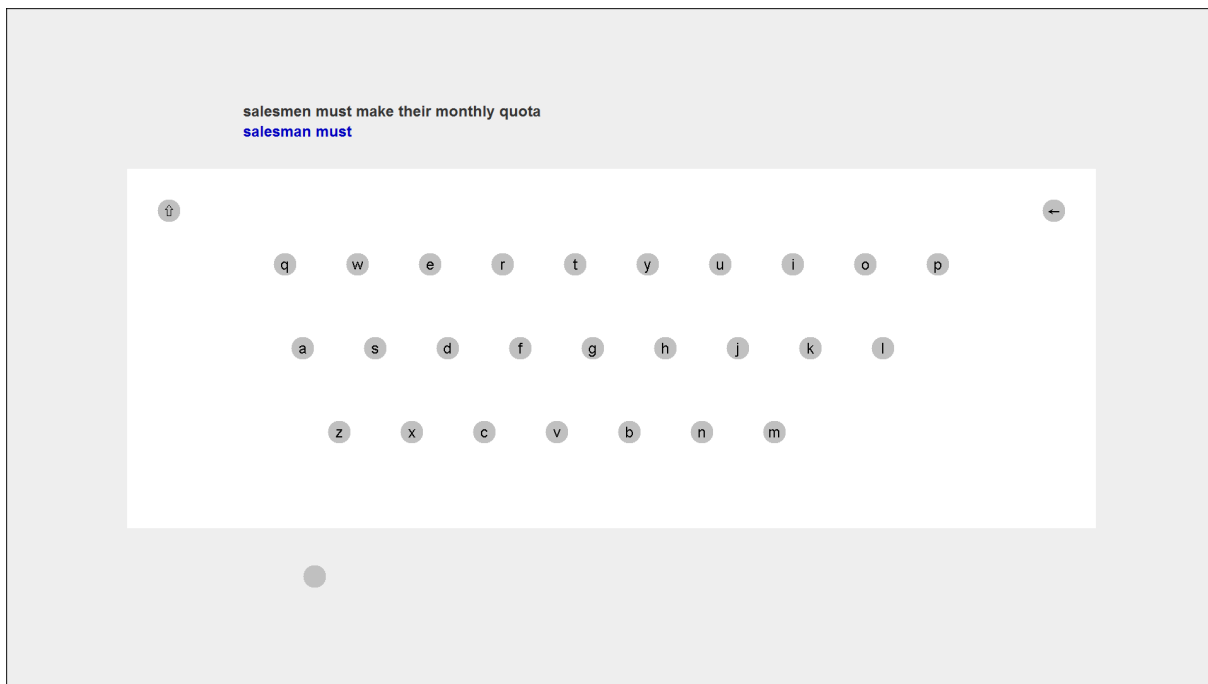 salesmen must make their monthly quota
salesman must
⇧ ←
q w e r t y u i o p
a s d f g h j k l
z x c v b n m